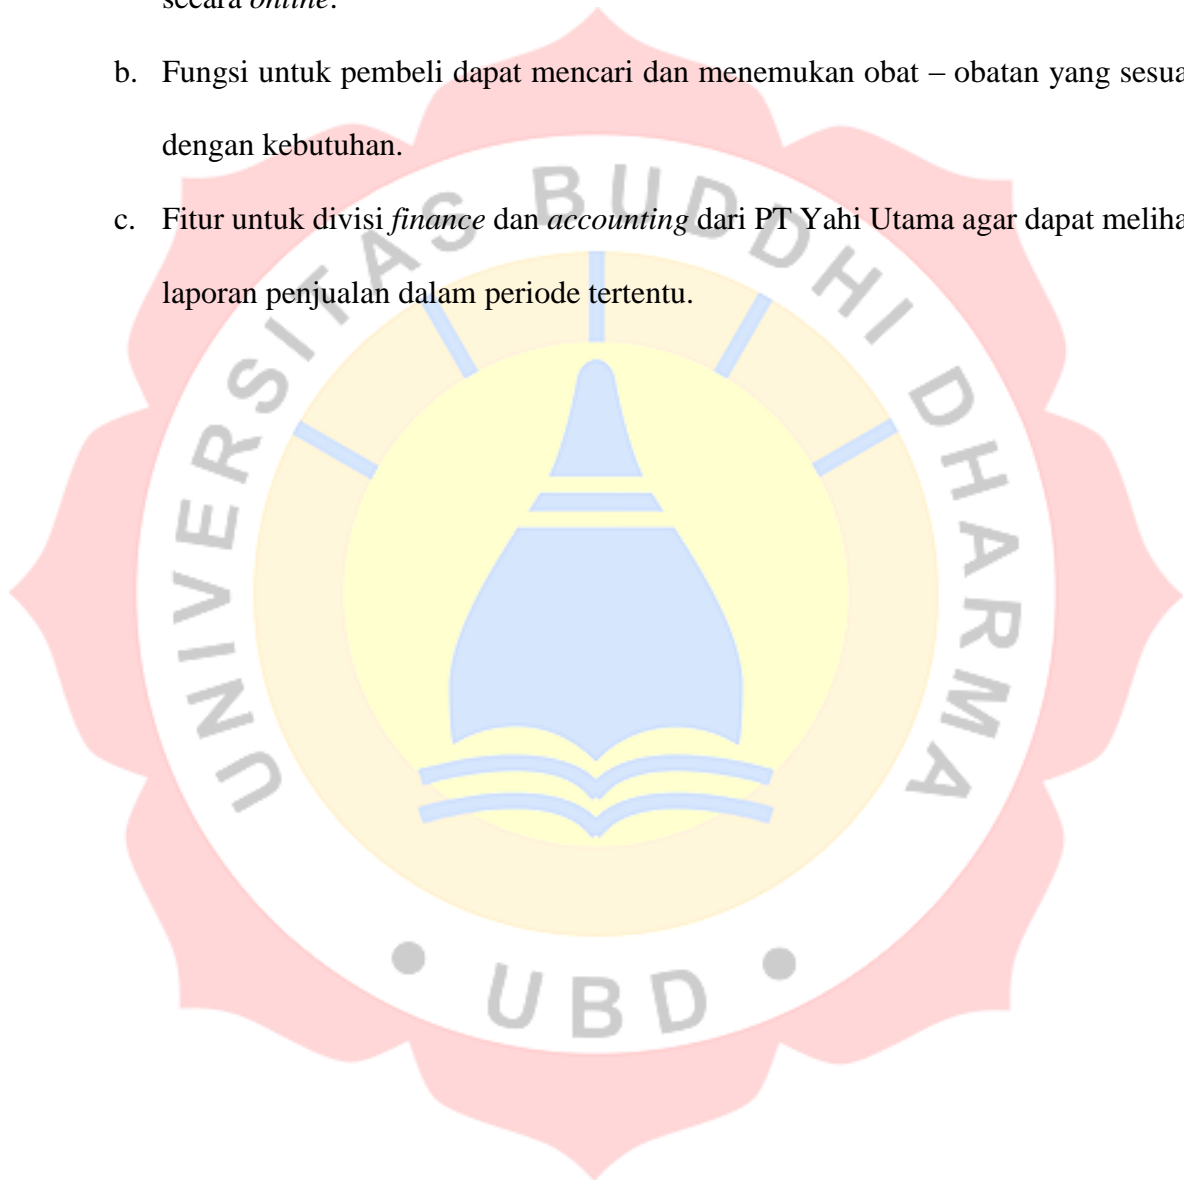 secara online.
b. Fungsi untuk pembeli dapat mencari dan menemukan obat – obatan yang sesua
dengan kebutuhan.
c. Fitur untuk divisi finance dan accounting dari PT Yahi Utama agar dapat meliha
laporan penjualan dalam periode tertentu.
UNIVERSITAS BUDDHI DHARMA
• UBD •